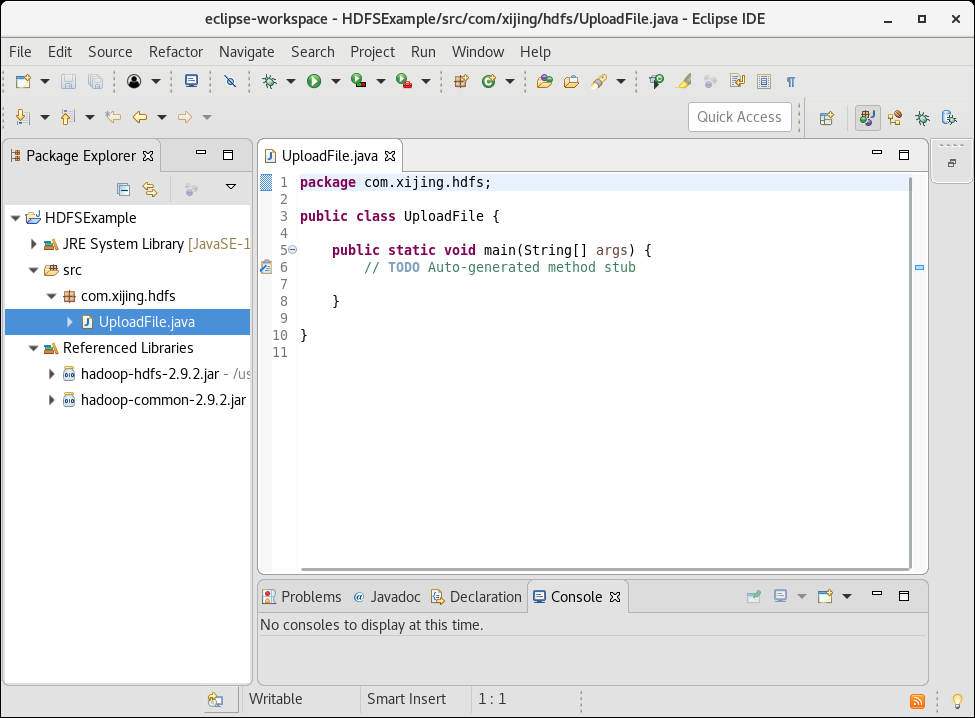 eclipse-workspace - HDFSExample/src/com/xijing/hdfs/UploadFile.java - Eclipse IDE
File Edit Source Refactor Navigate Search Project Run Window Help
Quick Access
Package Explorer
HDFSExample
JRE System Library [JavaSE-1
src
com.xijing.hdfs
UploadFile.java
Referenced Libraries
hadoop-hdfs-2.9.2.jar - /us
hadoop-common-2.9.2.jar
UploadFile.java
1 package com.xijing.hdfs;
2
3 public class UploadFile {
4
5 public static void main(String[] args) {
6 // TODO Auto-generated method stub
7
8 }
9
10 }
11
Problems @ Javadoc Declaration Console
No consoles to display at this time.
Writable Smart Insert 1 : 1